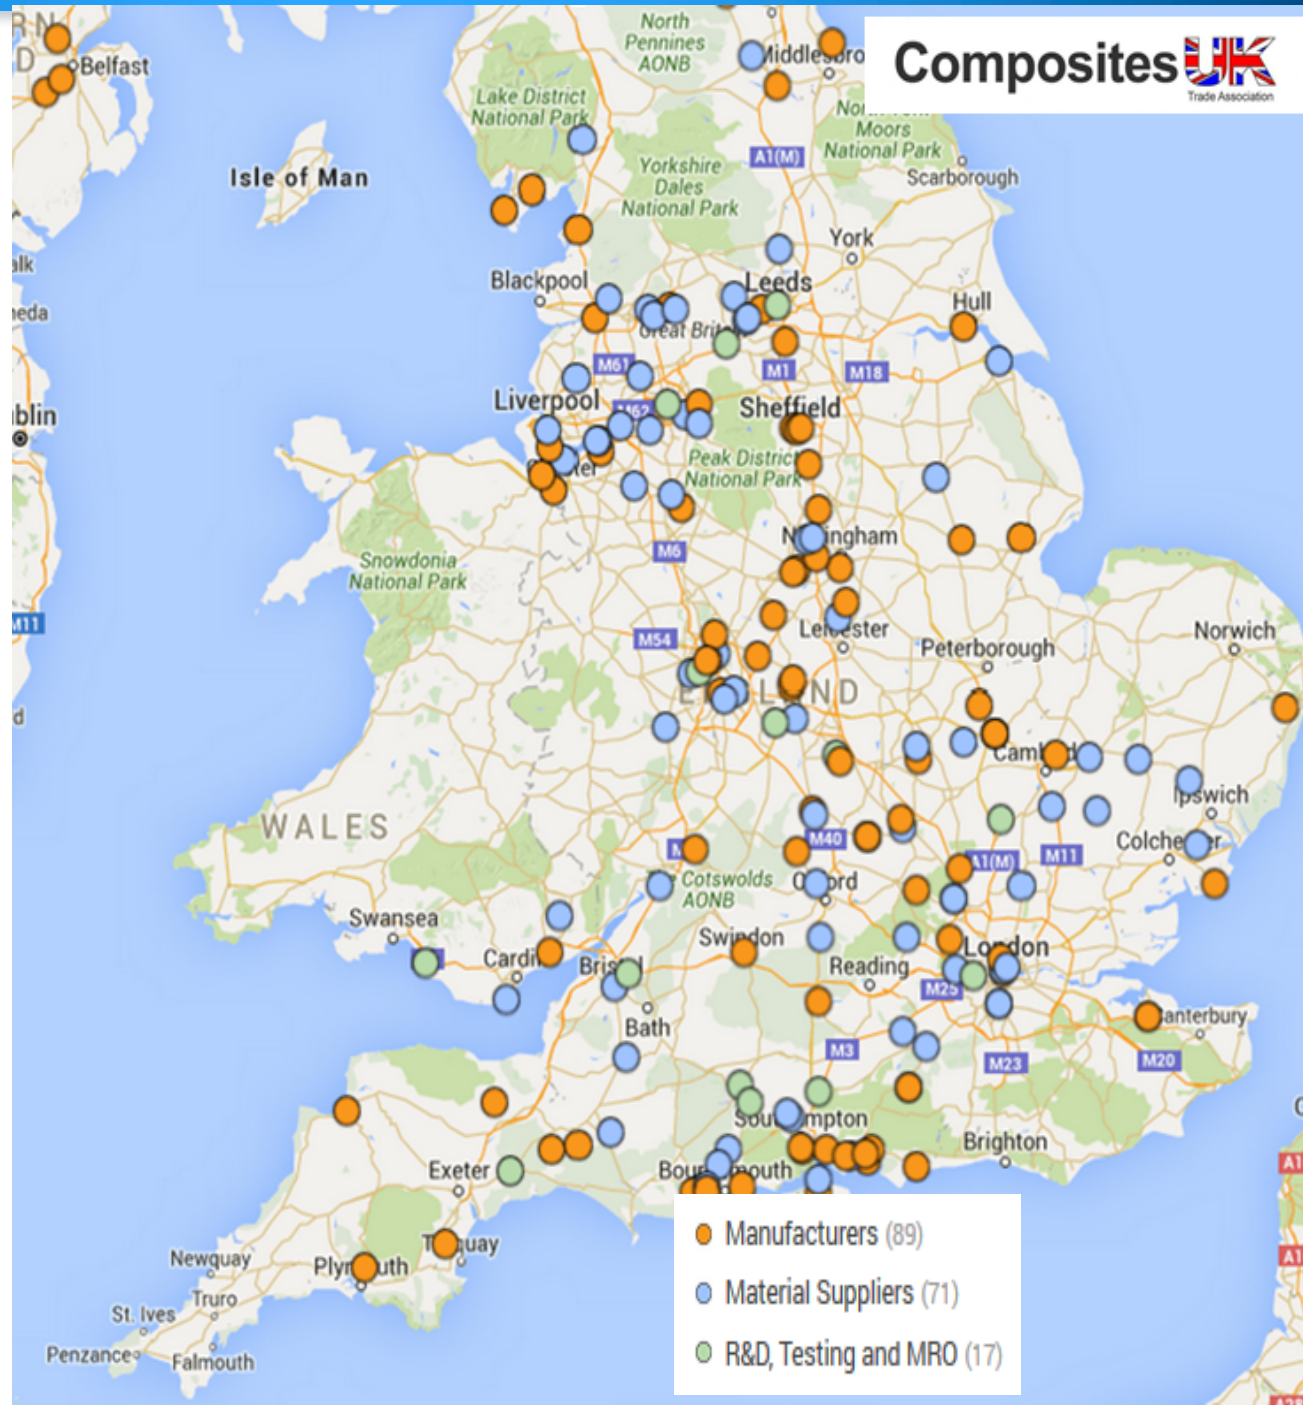 Composites UK
Trade Association
Belfast
North
Pennines
AONB
Lake District
National Park
Moors
National Park
A1(M)
Scarborough
Isle of Man
Yorkshire
Dales
National Park
York
Blackpool
Leeds
Hull
M61
M1
M18
Liverpool
M62
Sheffield
Peak District
National Park
M6
Snowdonia
National Park
M11
M54
Peterborough
Norwich
WALES
M40
Ipswich
A1(M)
M11
Cotswolds
AONB
Swansea
Swindon
London
Reading
M25
Bath
M3
M23
M20
Brighton
Exeter
Newquay
Truro
St. Ives
Penzance
Falmouth
Manufacturers (89)
Material Suppliers (71)
R&D, Testing and MRO (17)